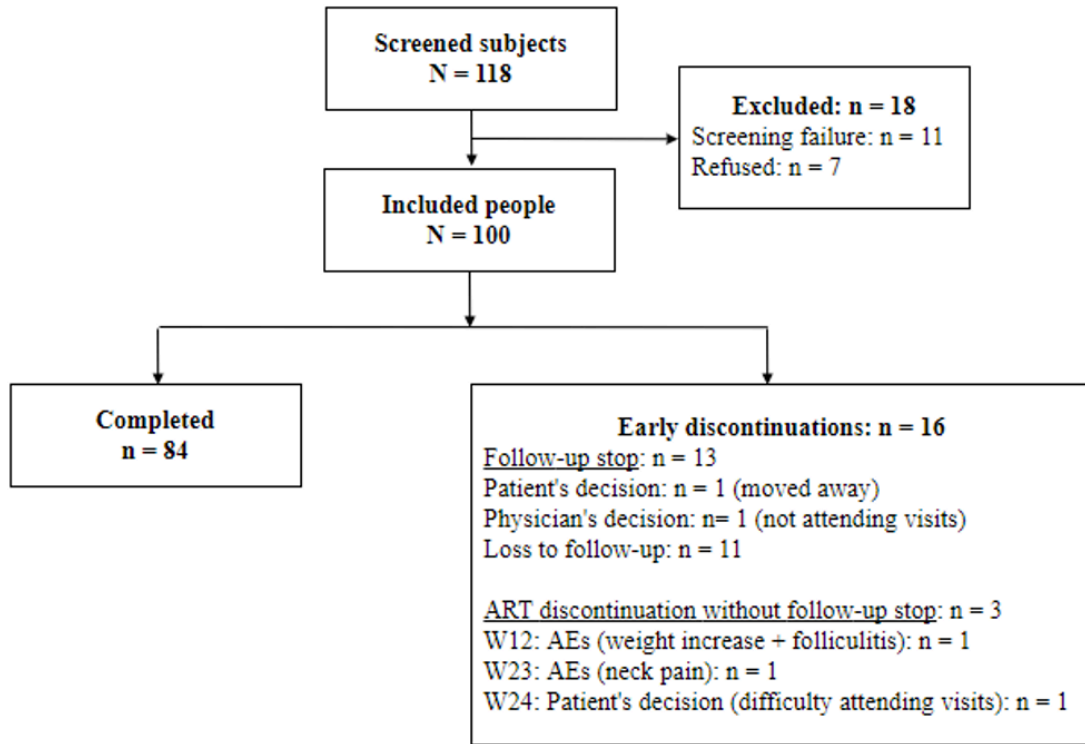 Screened subjects
N = 118
Excluded: n = 18
Screening failure: n = 11
Refused: n = 7
Included people
N = 100
Completed
n = 84
Early discontinuations: n = 16
Follow-up stop: n = 13
Patient's decision: n = 1 (moved away)
Physician's decision: n= 1 (not attending visits)
Loss to follow-up: n = 11
ART discontinuation without follow-up stop: n = 3
W12: AEs (weight increase + folliculitis): n = 1
W23: AEs (neck pain): n = 1
W24: Patient's decision (difficulty attending visits): n = 1